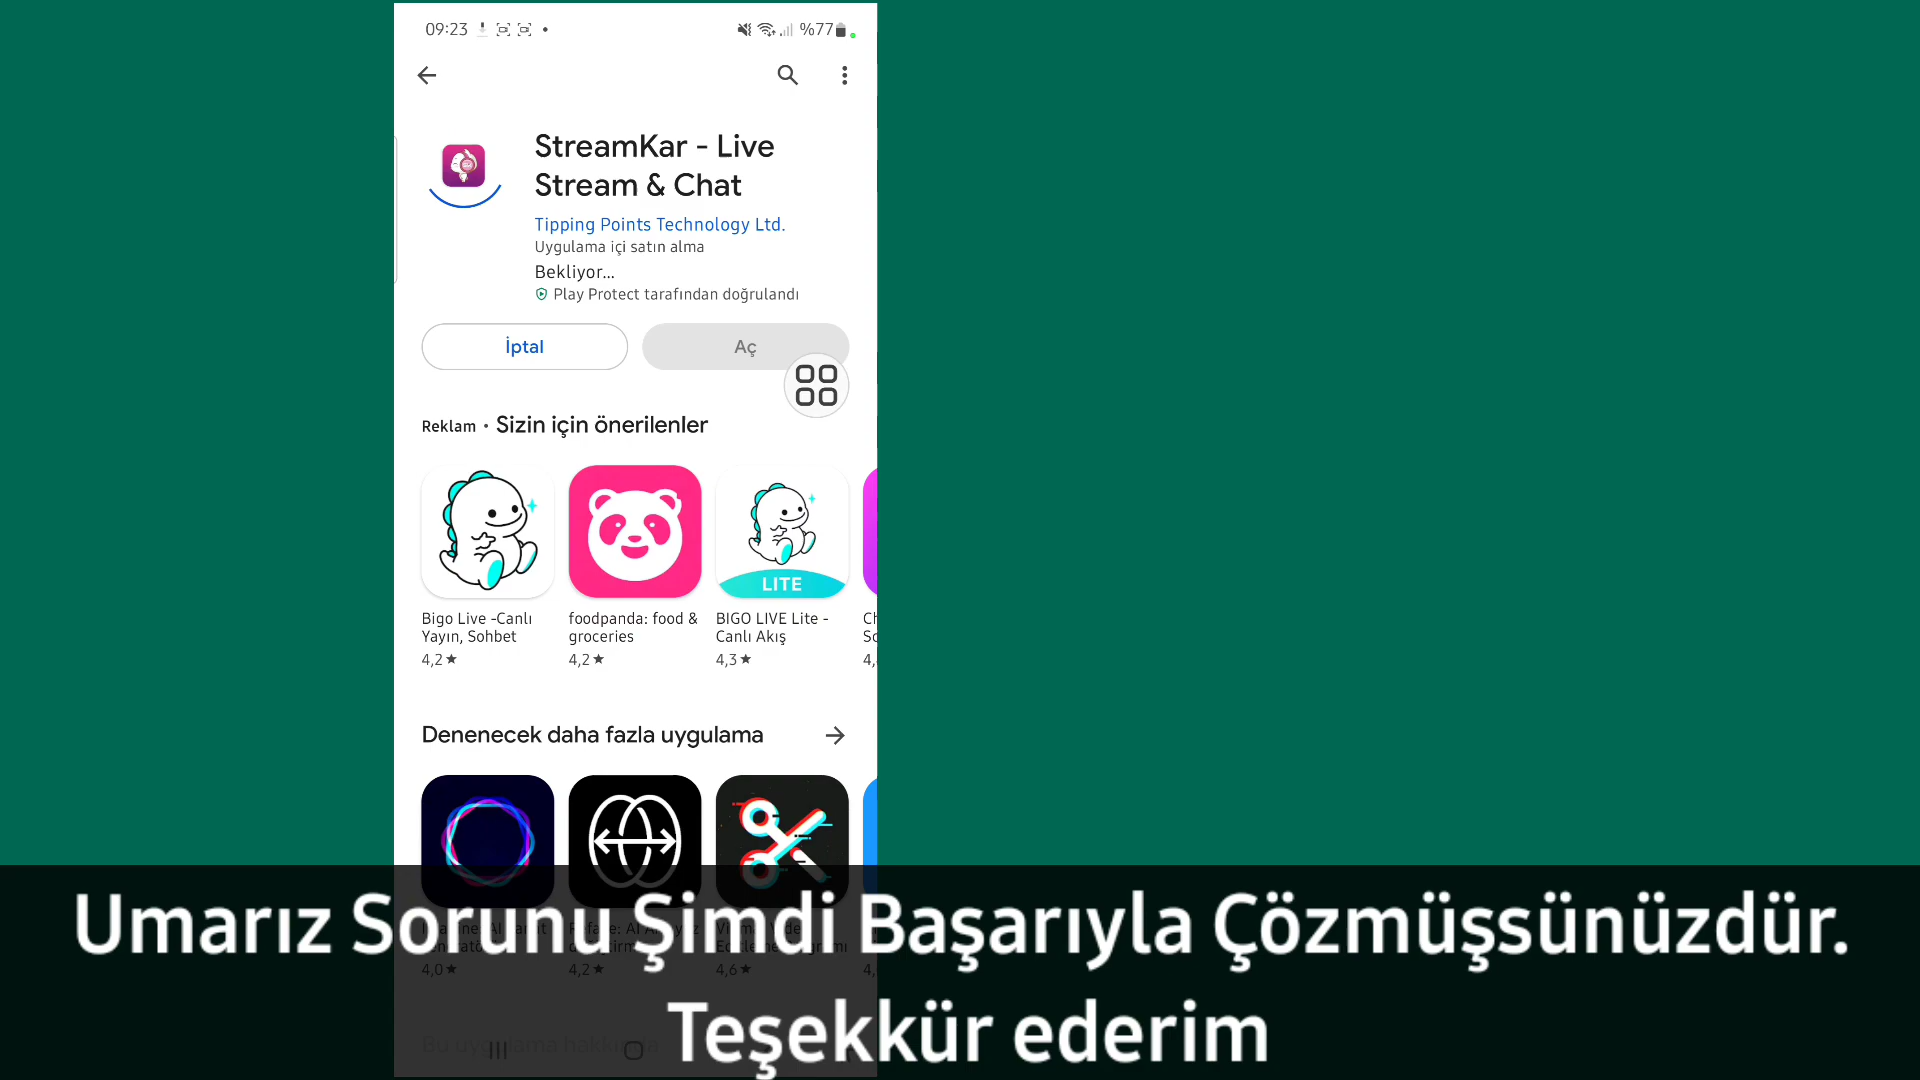 09:23
%77
StreamKar - Live
Stream & Chat
Tipping Points Technology Ltd.
Uygulama içi satın alma
Bekliyor...
Play Protect tarafından doğrulandı
İptal
Aç
Reklam • Sizin için önerilenler
LITE
Bigo Live -Canlı
Yayın, Sohbet
4,2★
foodpanda: food &
groceries
4,2★
BIGO LIVE Lite -
Canlı Akış
4,3★
Denenecek daha fazla uygulama
4,0★
4,2★
4,6★
Bu uygulama hakkında
Umarız Sorunu Şimdi Başarıyla Çözmüşsünüzdür.
Teşekkür ederim